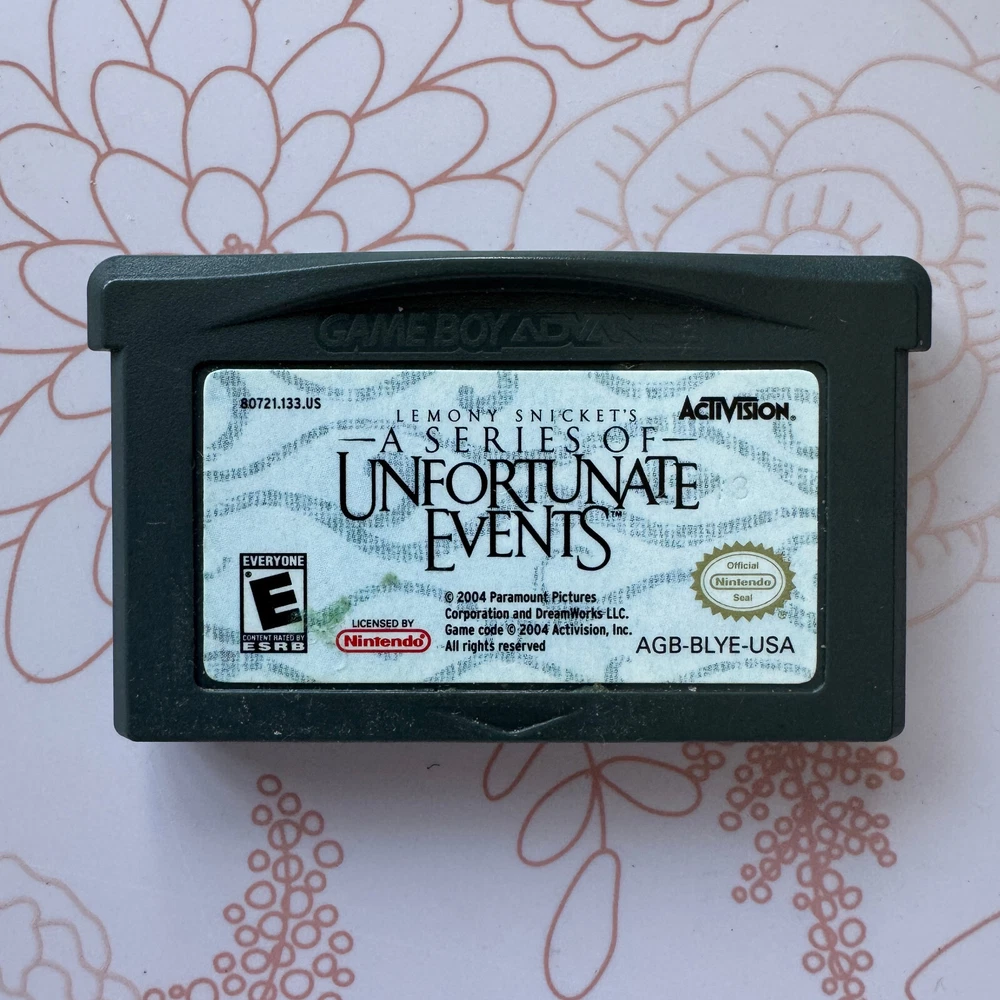 GAME BOY ADVANCE
80721.133.US
ACTIVISION®
LEMONY SNICKET'S
A SERIES OF
UNFORTUNATE
EVENTS™
EVERYONE
E
CONTENT RATED BY
ESRB
LICENSED BY
Nintendo®
© 2004 Paramount Pictures
Corporation and DreamWorks LLC.
Game code © 2004 Activision, Inc.
All rights reserved
Official
Nintendo
Seal
AGB-BLYE-USA